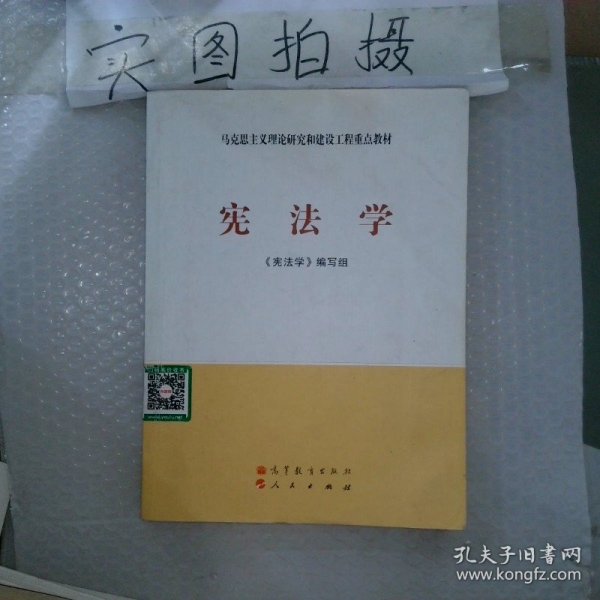 实图拍摄
马克思主义理论研究和建设工程重点教材
宪法学
《宪法学》编写组
高等教育出版社
人民出版社
孔夫子旧书网
www.kongfz.com